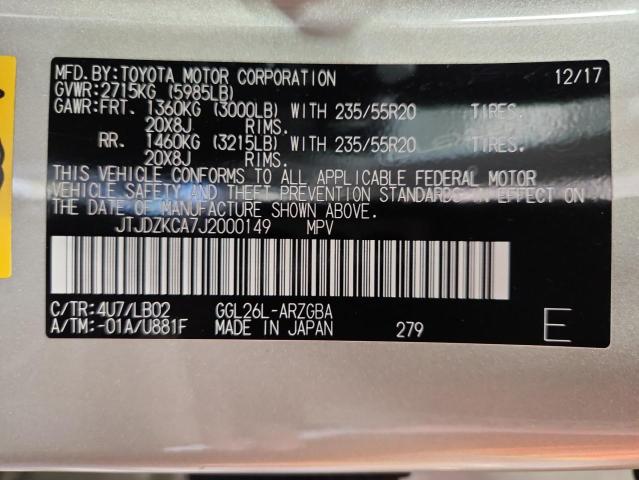 MFD.BY:TOYOTA MOTOR CORPORATION 12/17
GVWR:2715KG (5985LB)
GAWR:FRT. 1360KG (3000LB) WITH 235/55R20 TIRES.
20X8J RIMS.
RR. 1460KG (3215LB) WITH 235/55R20 TIRES.
20X8J RIMS.
THIS VEHICLE CONFORMS TO ALL APPLICABLE FEDERAL MOTOR
VEHICLE SAFETY AND THEFT PREVENTION STANDARDS IN EFFECT ON
THE DATE OF MANUFACTURE SHOWN ABOVE.
JTJDZKCA7J2000149 MPV
C/TR:4U7/LB02 GGL26L-ARZGBA
A/TM:-01A/U881F MADE IN JAPAN 279 E